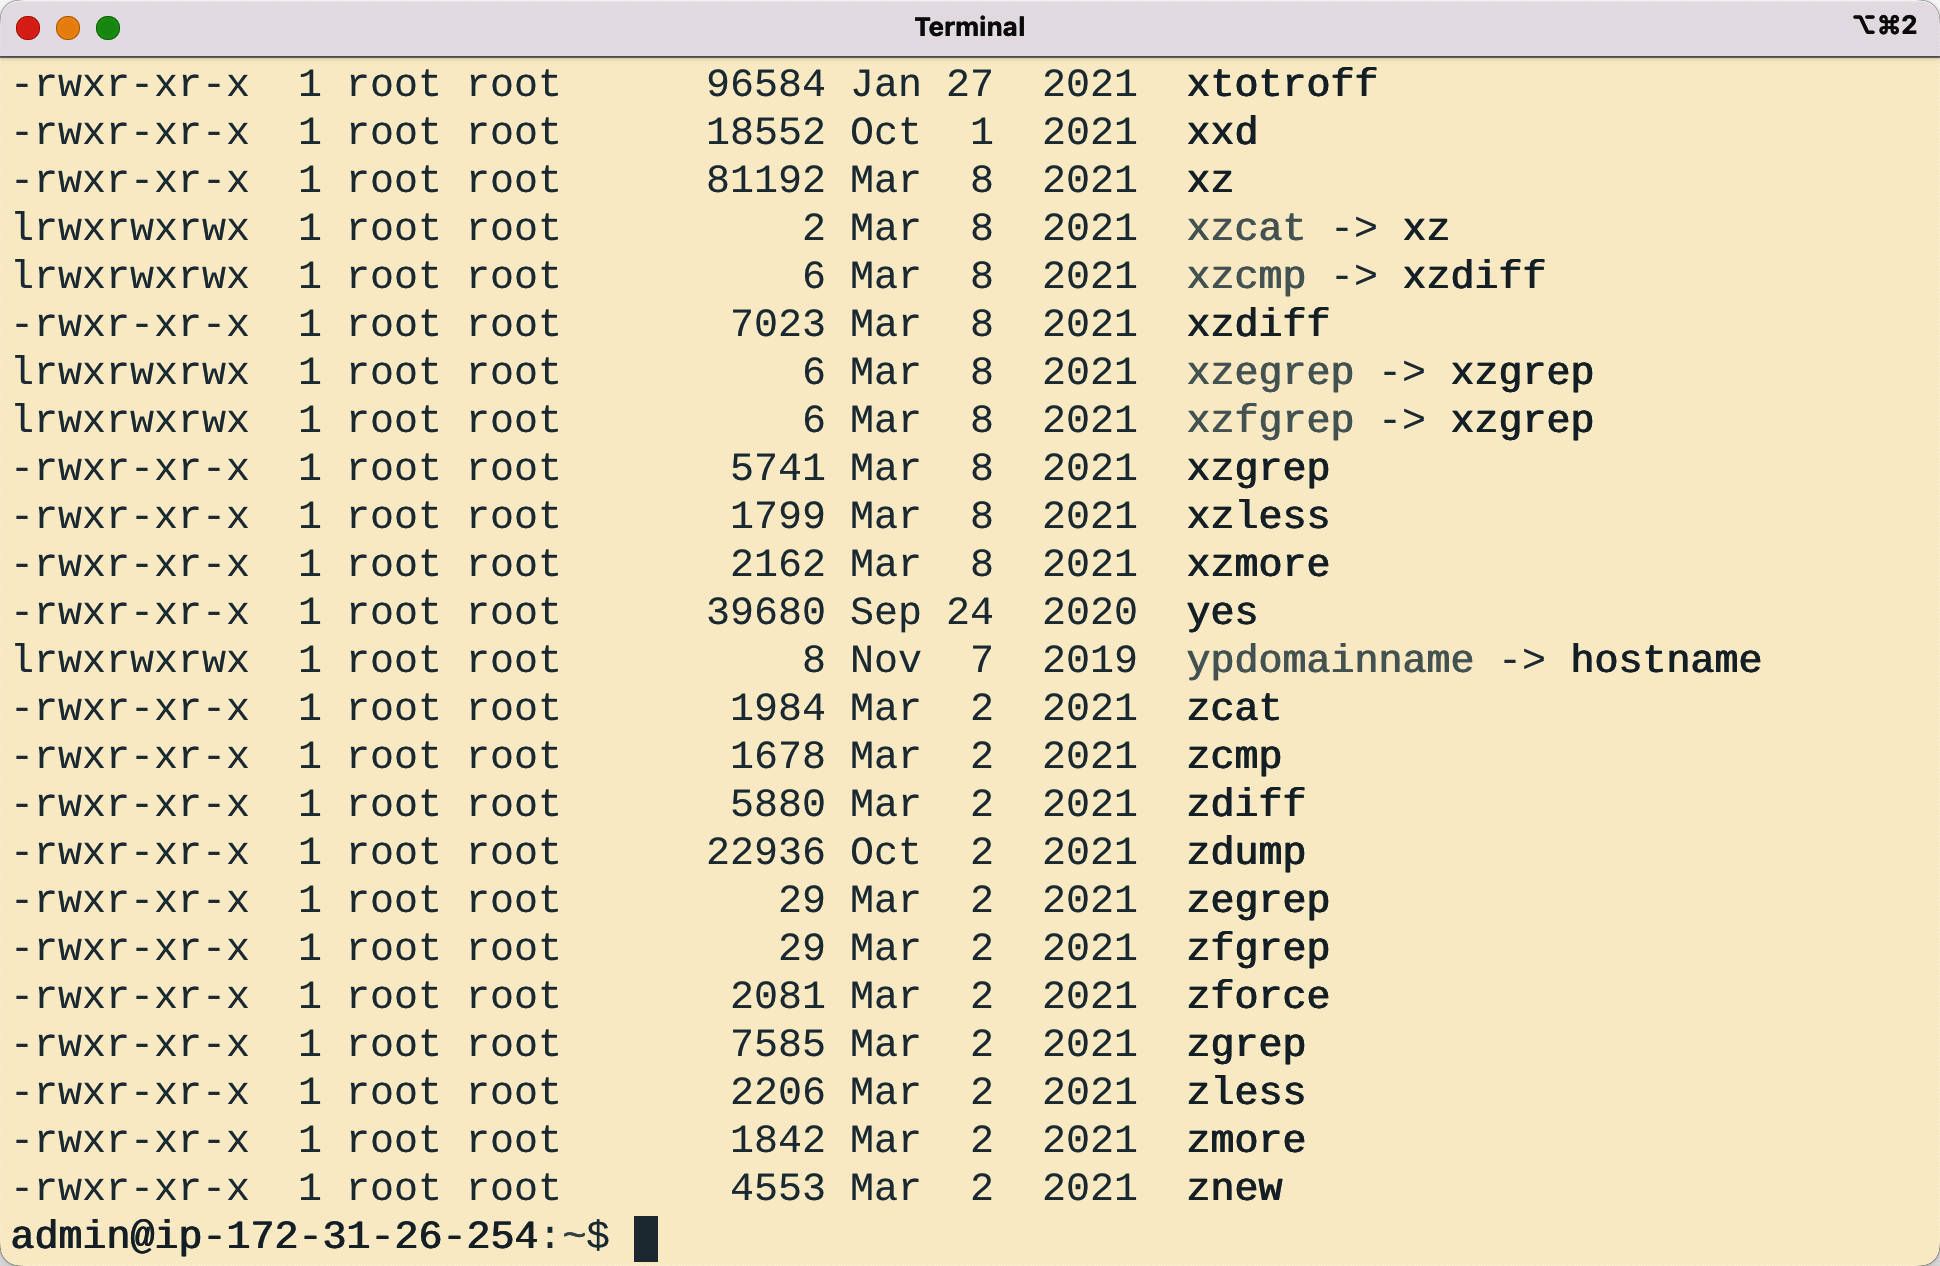 Terminal ⌥⌘2
-rwxr-xr-x  1 root root      96584 Jan 27  2021  xtotroff
-rwxr-xr-x  1 root root      18552 Oct  1  2021  xxd
-rwxr-xr-x  1 root root      81192 Mar  8  2021  xz
lrwxrwxrwx  1 root root          2 Mar  8  2021  xzcat -> xz
lrwxrwxrwx  1 root root          6 Mar  8  2021  xzcmp -> xzdiff
-rwxr-xr-x  1 root root       7023 Mar  8  2021  xzdiff
lrwxrwxrwx  1 root root          6 Mar  8  2021  xzegrep -> xzgrep
lrwxrwxrwx  1 root root          6 Mar  8  2021  xzfgrep -> xzgrep
-rwxr-xr-x  1 root root       5741 Mar  8  2021  xzgrep
-rwxr-xr-x  1 root root       1799 Mar  8  2021  xzless
-rwxr-xr-x  1 root root       2162 Mar  8  2021  xzmore
-rwxr-xr-x  1 root root      39680 Sep 24  2020  yes
lrwxrwxrwx  1 root root          8 Nov  7  2019  ypdomainname -> hostname
-rwxr-xr-x  1 root root       1984 Mar  2  2021  zcat
-rwxr-xr-x  1 root root       1678 Mar  2  2021  zcmp
-rwxr-xr-x  1 root root       5880 Mar  2  2021  zdiff
-rwxr-xr-x  1 root root      22936 Oct  2  2021  zdump
-rwxr-xr-x  1 root root         29 Mar  2  2021  zegrep
-rwxr-xr-x  1 root root         29 Mar  2  2021  zfgrep
-rwxr-xr-x  1 root root       2081 Mar  2  2021  zforce
-rwxr-xr-x  1 root root       7585 Mar  2  2021  zgrep
-rwxr-xr-x  1 root root       2206 Mar  2  2021  zless
-rwxr-xr-x  1 root root       1842 Mar  2  2021  zmore
-rwxr-xr-x  1 root root       4553 Mar  2  2021  znew
admin@ip-172-31-26-254:~$